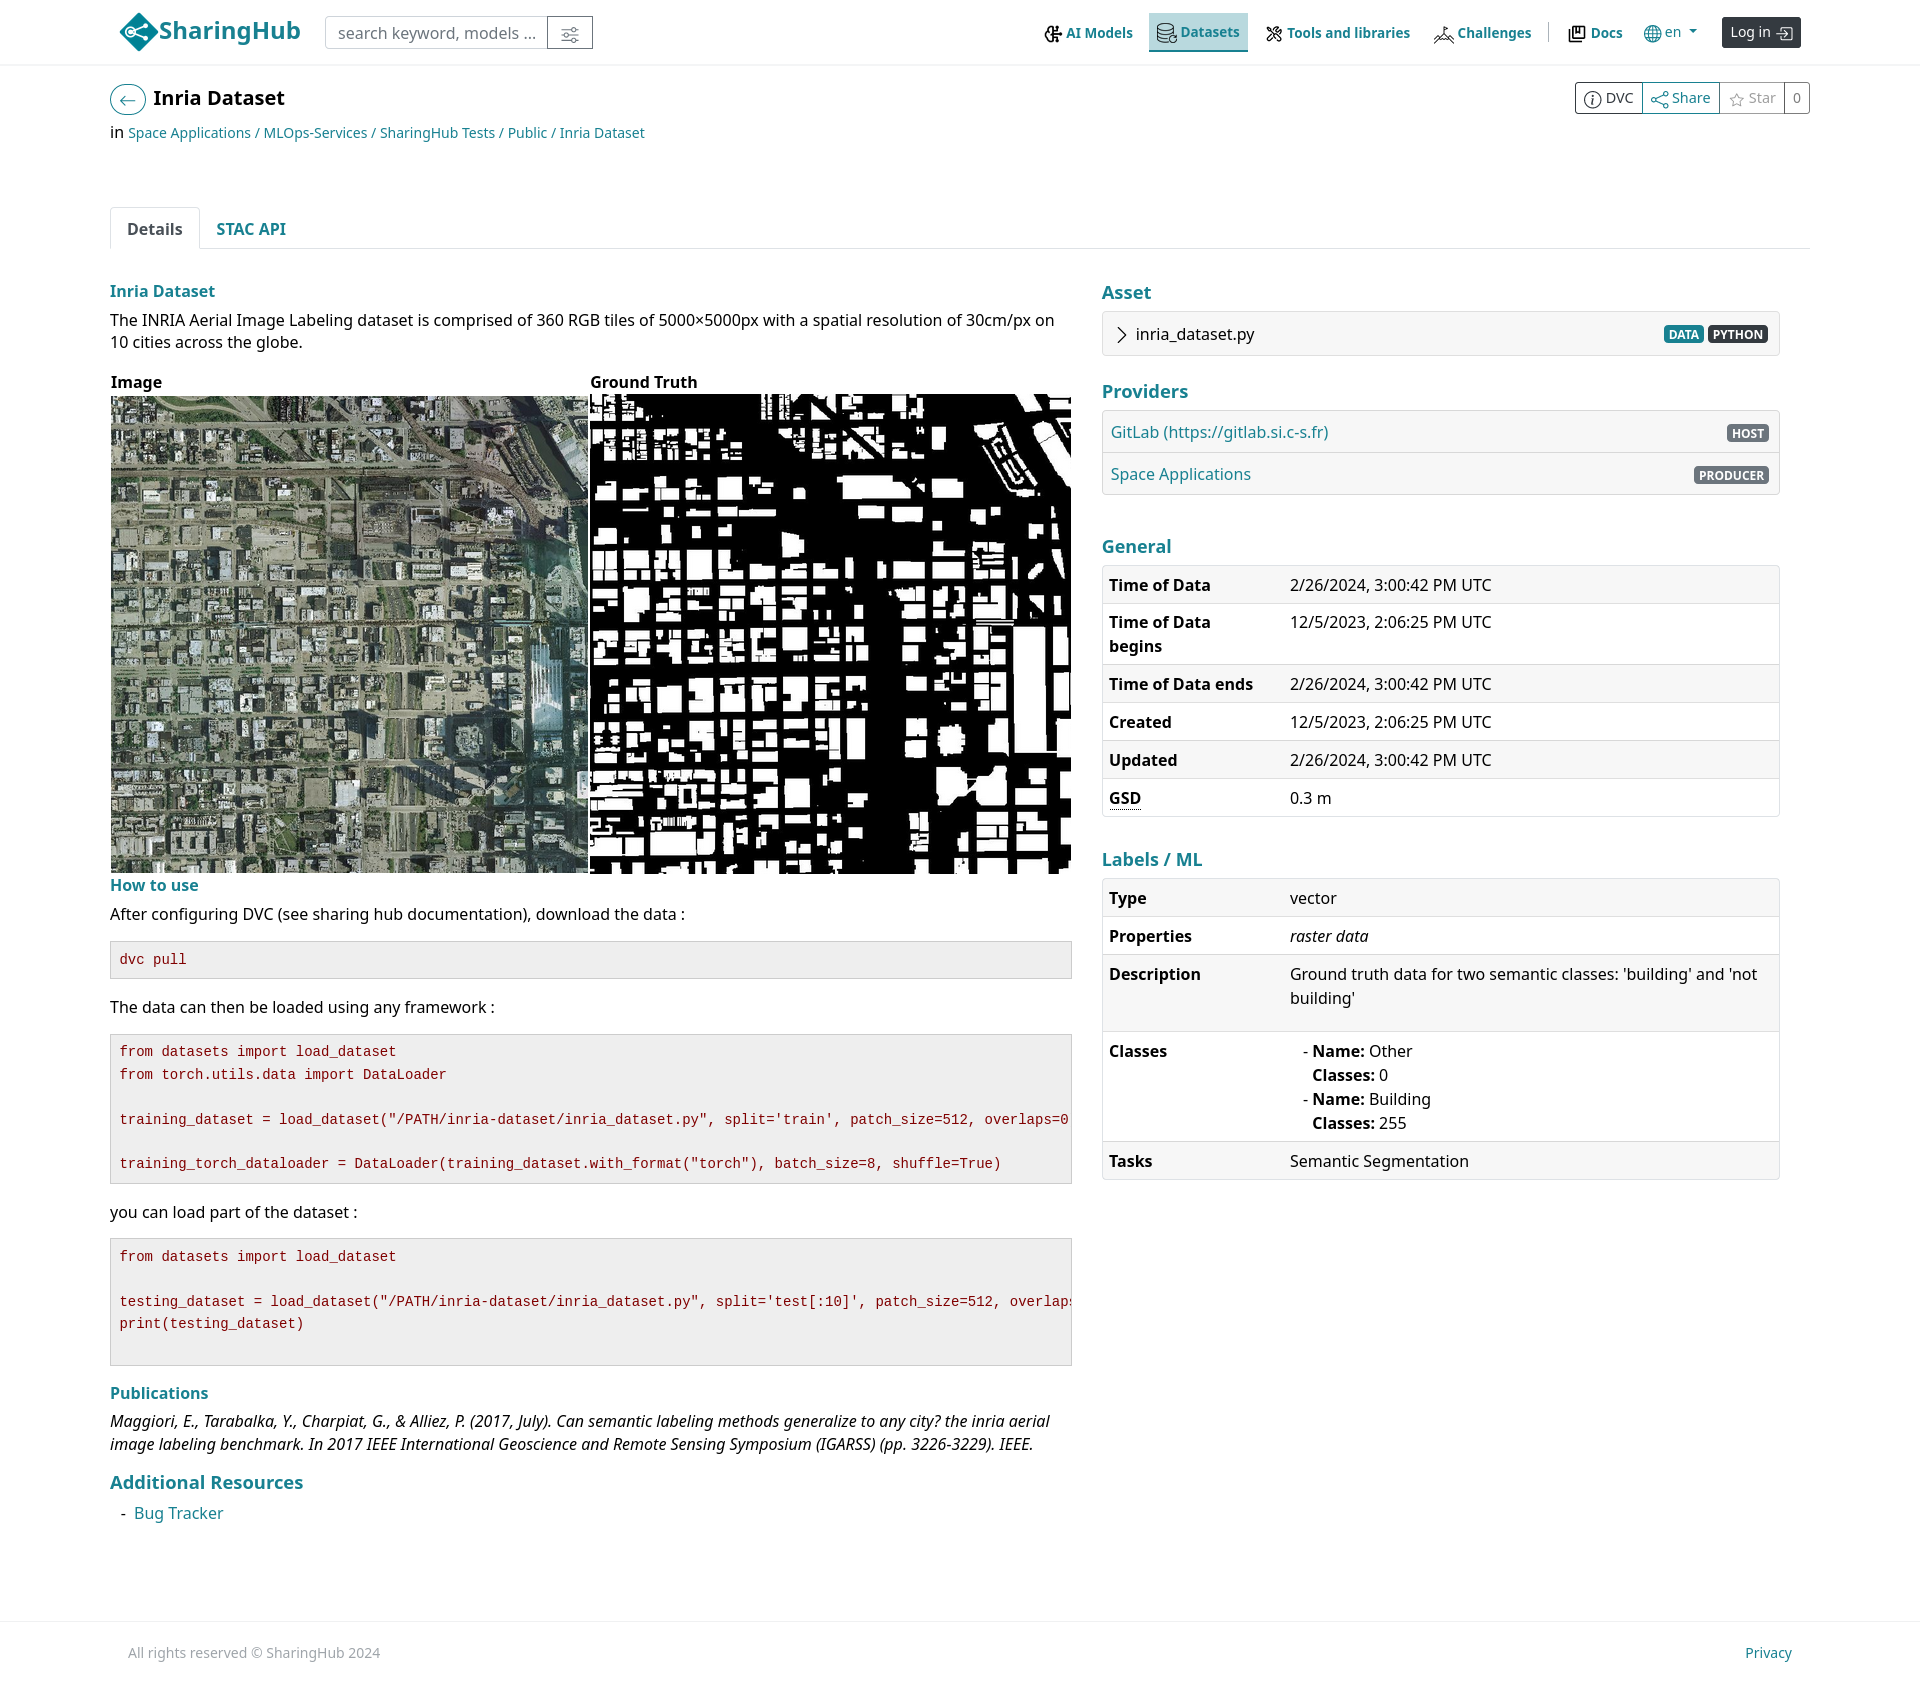 SharingHub
search keyword, models ...
AI Models
Datasets
Tools and libraries
Challenges
Docs
en
Log in
Inria Dataset
DVC
Share
Star
0
in Space Applications / MLOps-Services / SharingHub Tests / Public / Inria Dataset
Details
STAC API
Inria Dataset
The INRIA Aerial Image Labeling dataset is comprised of 360 RGB tiles of 5000×5000px with a spatial resolution of 30cm/px on
10 cities across the globe.
Image
Ground Truth
How to use
After configuring DVC (see sharing hub documentation), download the data :
dvc pull
The data can then be loaded using any framework :
from datasets import load_dataset
from torch.utils.data import DataLoader
training_dataset = load_dataset("/PATH/inria-dataset/inria_dataset.py", split='train', patch_size=512, overlaps=0
training_torch_dataloader = DataLoader(training_dataset.with_format("torch"), batch_size=8, shuffle=True)
you can load part of the dataset :
from datasets import load_dataset
testing_dataset = load_dataset("/PATH/inria-dataset/inria_dataset.py", split='test[:10]', patch_size=512, overlaps
print(testing_dataset)
Publications
Maggiori, E., Tarabalka, Y., Charpiat, G., & Alliez, P. (2017, July). Can semantic labeling methods generalize to any city? the inria aerial
image labeling benchmark. In 2017 IEEE International Geoscience and Remote Sensing Symposium (IGARSS) (pp. 3226-3229). IEEE.
Additional Resources
- Bug Tracker
Asset
inria_dataset.py DATA PYTHON
Providers
GitLab (https://gitlab.si.c-s.fr) HOST
Space Applications PRODUCER
General
Time of Data 2/26/2024, 3:00:42 PM UTC
Time of Data 12/5/2023, 2:06:25 PM UTC
begins
Time of Data ends 2/26/2024, 3:00:42 PM UTC
Created 12/5/2023, 2:06:25 PM UTC
Updated 2/26/2024, 3:00:42 PM UTC
GSD 0.3 m
Labels / ML
Type vector
Properties raster data
Description Ground truth data for two semantic classes: 'building' and 'not
building'
Classes - Name: Other
Classes: 0
- Name: Building
Classes: 255
Tasks Semantic Segmentation
All rights reserved © SharingHub 2024
Privacy